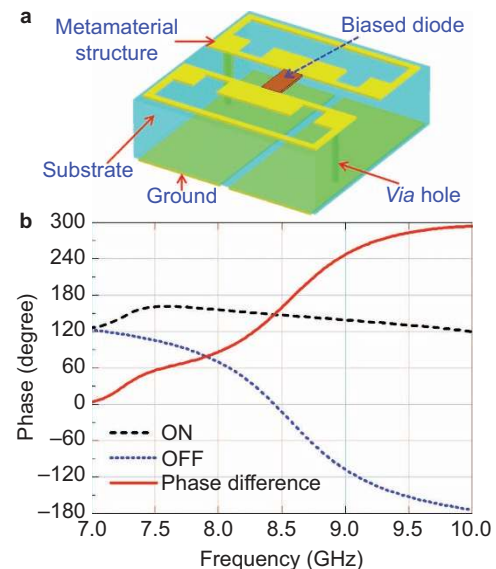 a
Metamaterial structure
Biased diode
Substrate
Ground
Via hole
b
300
240
180
120
60
0
−60
−120
−180
Phase (degree)
ON
OFF
Phase difference
7.0 7.5 8.0 8.5 9.0 9.5 10.0
Frequency (GHz)